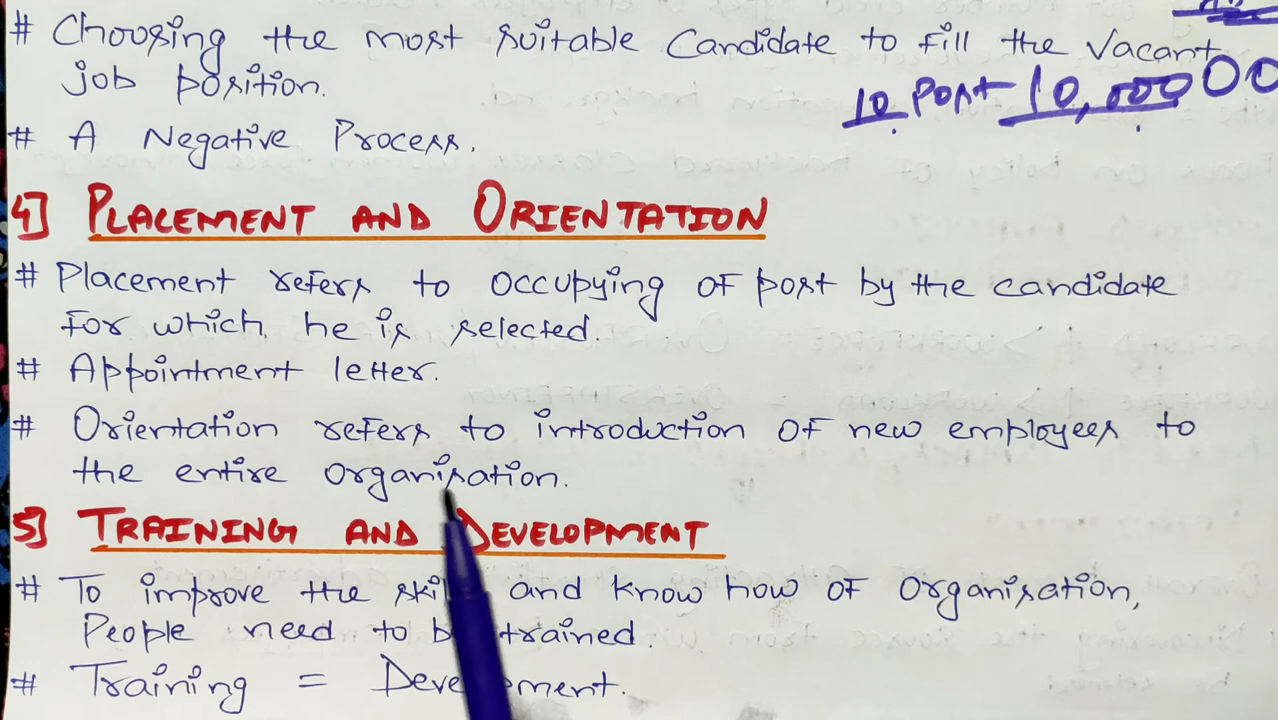 # Choosing the most suitable candidate to fill the vacant
job position.
10 Post 10,00000
# A Negative Process.
4] PLACEMENT AND ORIENTATION
# Placement refers to occupying of post by the candidate
for which he is selected.
# Appointment letter.
# Orientation refers to introduction of new employees to
the entire organisation.
5] TRAINING AND DEVELOPMENT
# To improve the and know how of organisation,
People need to trained.
# Training =